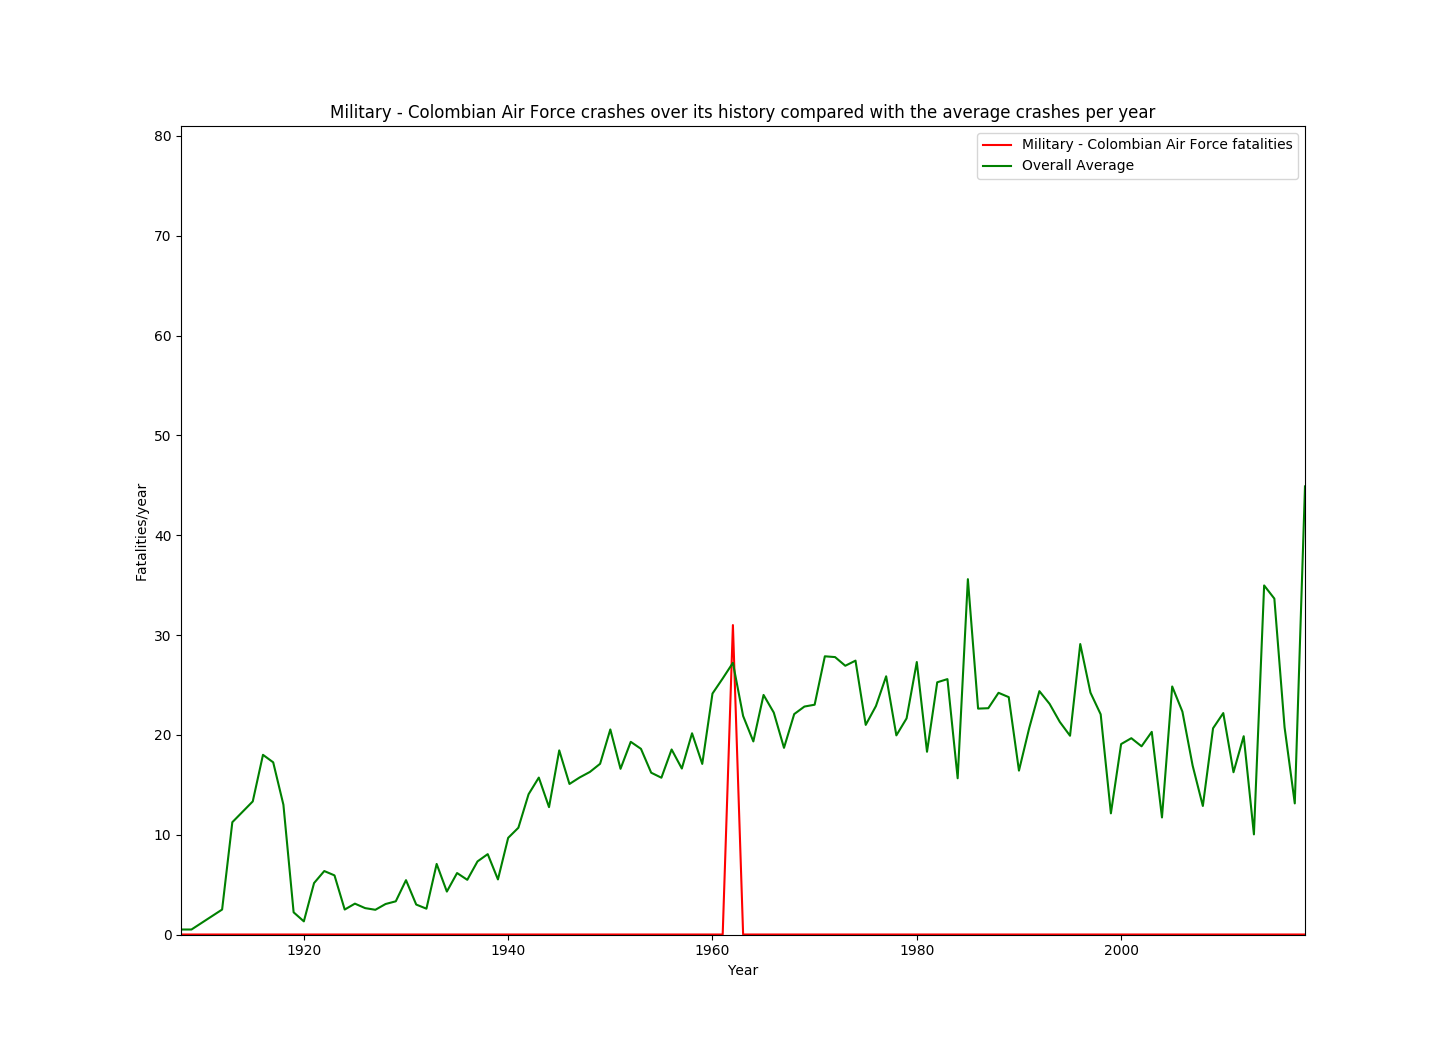 Military - Colombian Air Force crashes over its history compared with the average crashes per year
Military - Colombian Air Force fatalities
Overall Average
80
70
60
50
40
30
20
10
0
Fatalities/year
1920 1940 1960 1980 2000
Year